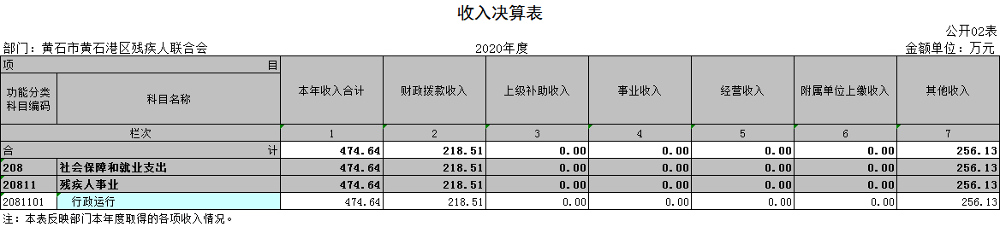 收入决算表
公开02表
部门：黄石市黄石港区残疾人联合会 2020年度 金额单位：万元
项 目 本年收入合计 财政拨款收入 上级补助收入 事业收入 经营收入 附属单位上缴收入 其他收入
功能分类科目编码 科目名称
栏次 1 2 3 4 5 6 7
合 计 474.64 218.51 0.00 0.00 0.00 0.00 256.13
208 社会保障和就业支出 474.64 218.51 0.00 0.00 0.00 0.00 256.13
20811 残疾人事业 474.64 218.51 0.00 0.00 0.00 0.00 256.13
2081101 行政运行 474.64 218.51 0.00 0.00 0.00 0.00 256.13
注：本表反映部门本年度取得的各项收入情况。